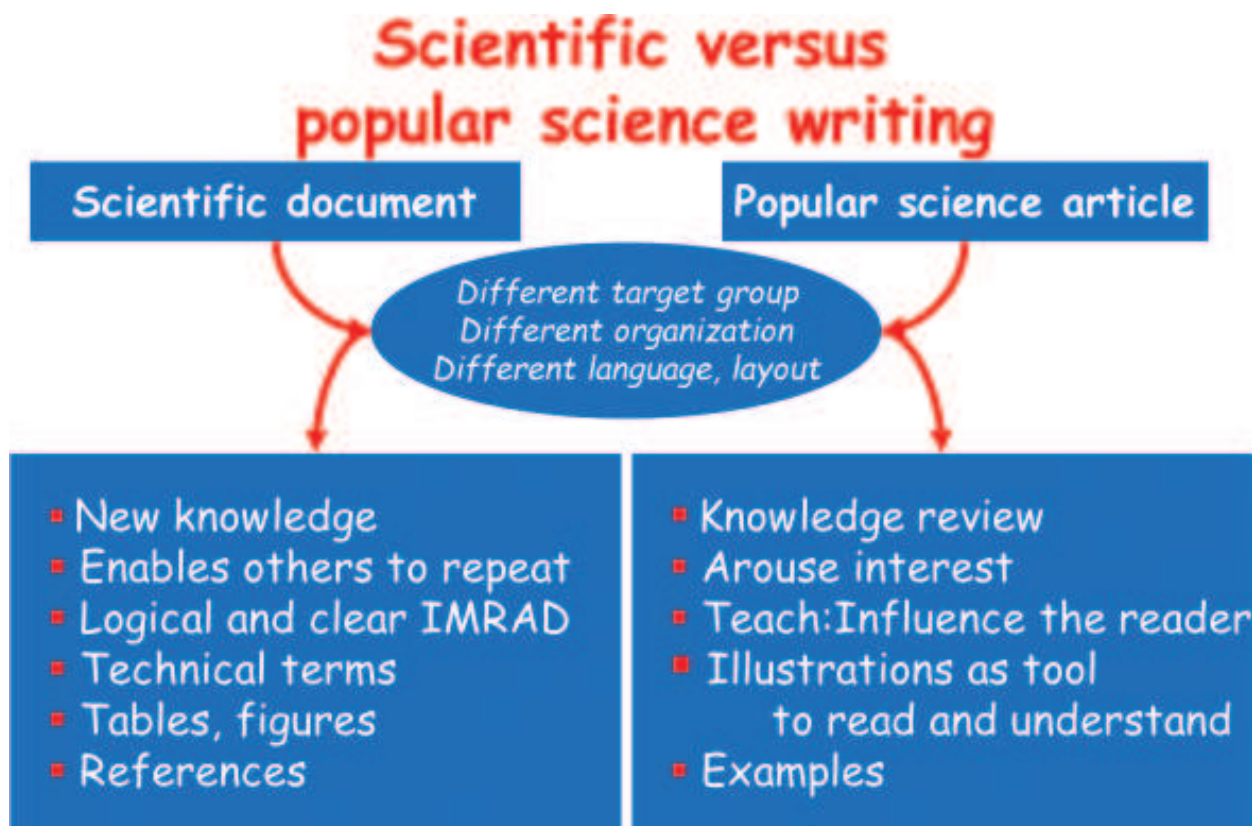 Scientific versus
popular science writing
Scientific document
Popular science article
Different target group
Different organization
Different language, layout
New knowledge
Enables others to repeat
Logical and clear IMRAD
Technical terms
Tables, figures
References
Knowledge review
Arouse interest
Teach:Influence the reader
Illustrations as tool
to read and understand
Examples